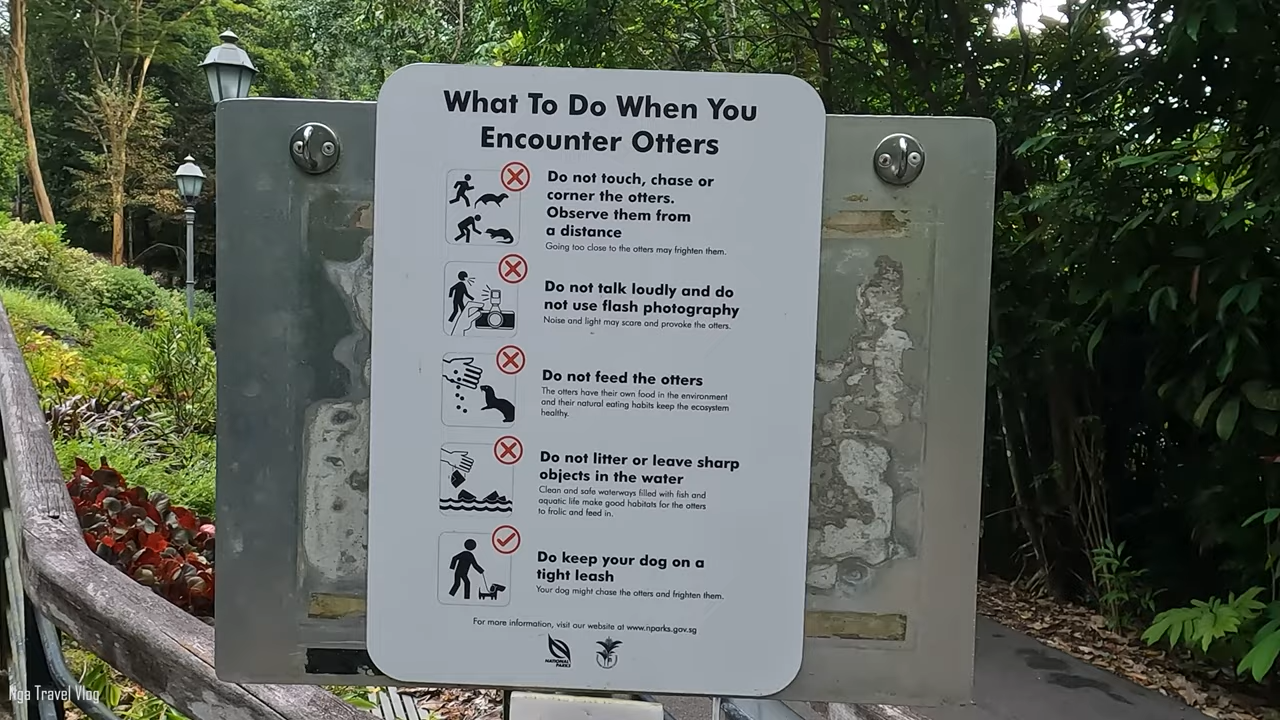 What To Do When You
Encounter Otters
Do not touch, chase or
corner the otters.
Observe them from
a distance
Going too close to the otters may frighten them.
Do not talk loudly and do
not use flash photography
Noise and light may scare and provoke the otters.
Do not feed the otters
The otters have their own food in the environment
and their natural eating habits keep the ecosystem
healthy.
Do not litter or leave sharp
objects in the water
Clean and safe waterways filled with fish and
aquatic life make good habitats for the otters
to frolic and feed in.
Do keep your dog on a
tight leash
Your dog might chase the otters and frighten them.
For more information, visit our website at www.nparks.gov.sg
NATIONAL
PARKS
Nga Travel Vlog